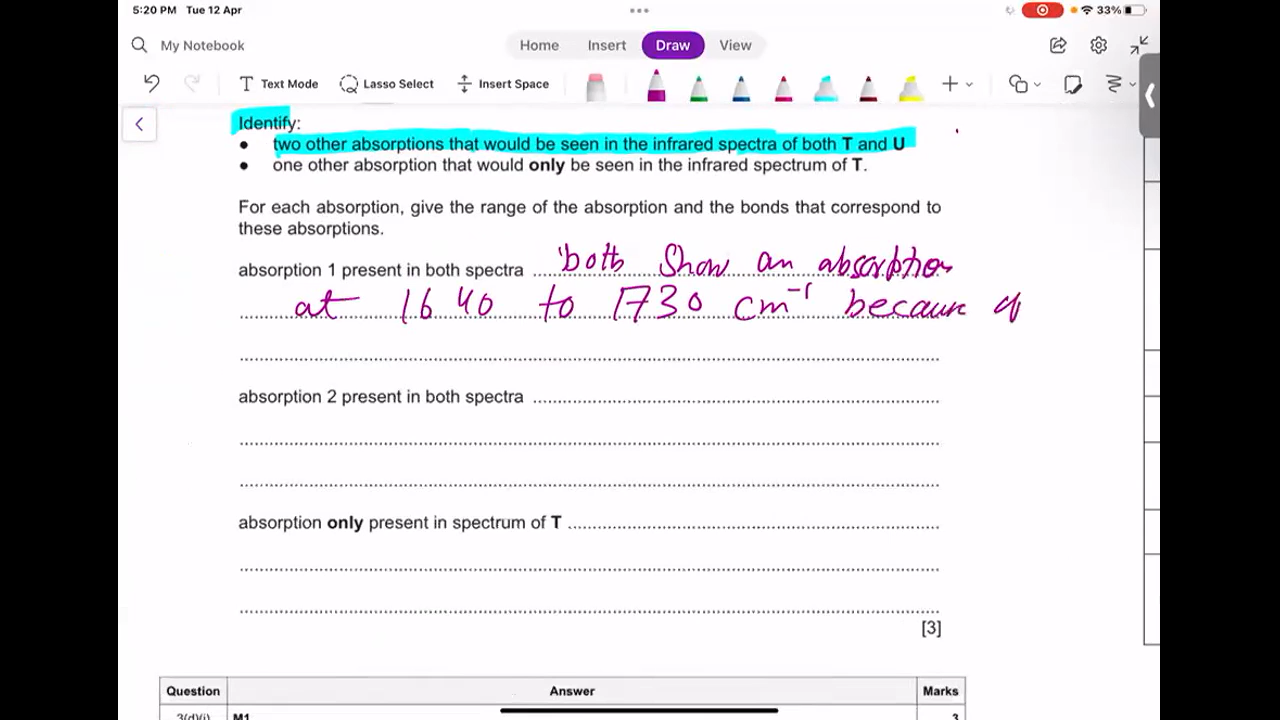 5:20 PM Tue 12 Apr
33%
My Notebook
Home Insert Draw View
Text Mode Lasso Select Insert Space
Identify:
• two other absorptions that would be seen in the infrared spectra of both T and U
• one other absorption that would only be seen in the infrared spectrum of T.
For each absorption, give the range of the absorption and the bonds that correspond to
these absorptions.
absorption 1 present in both spectra both show an absorption
at 1640 to 1730 cm⁻¹ because of
absorption 2 present in both spectra
absorption only present in spectrum of T
[3]
Question Answer Marks
3(d)(i) M1 3